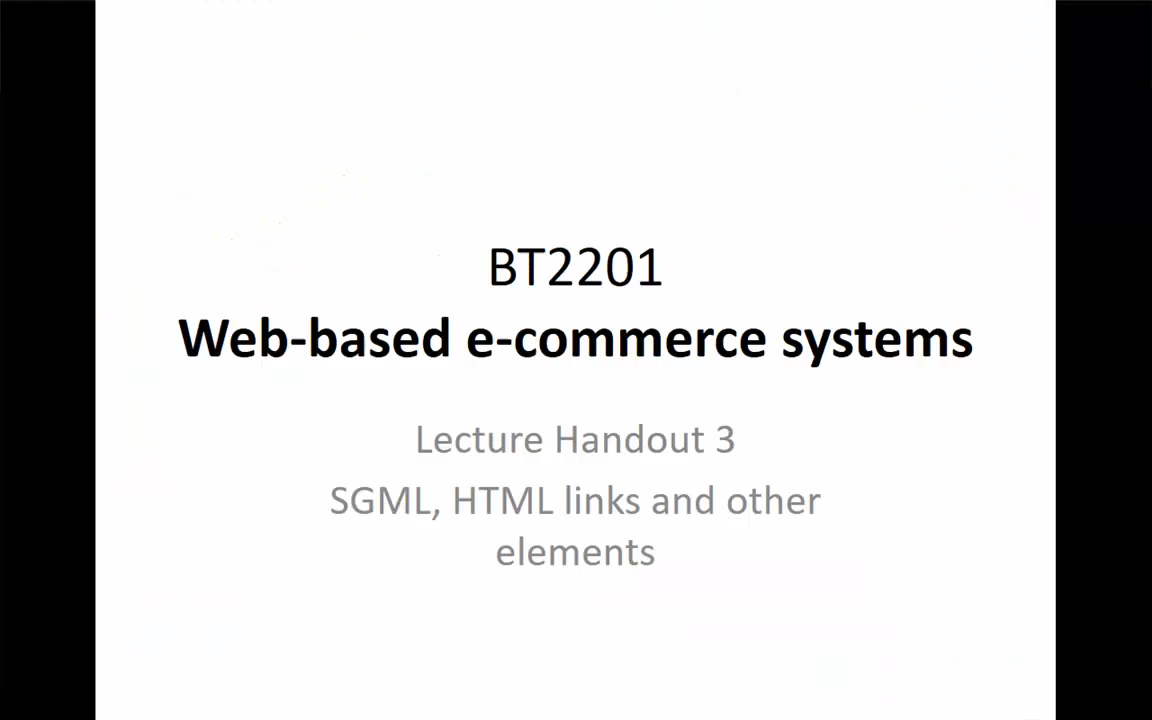 BT2201
Web-based e-commerce systems
Lecture Handout 3
SGML, HTML links and other
elements